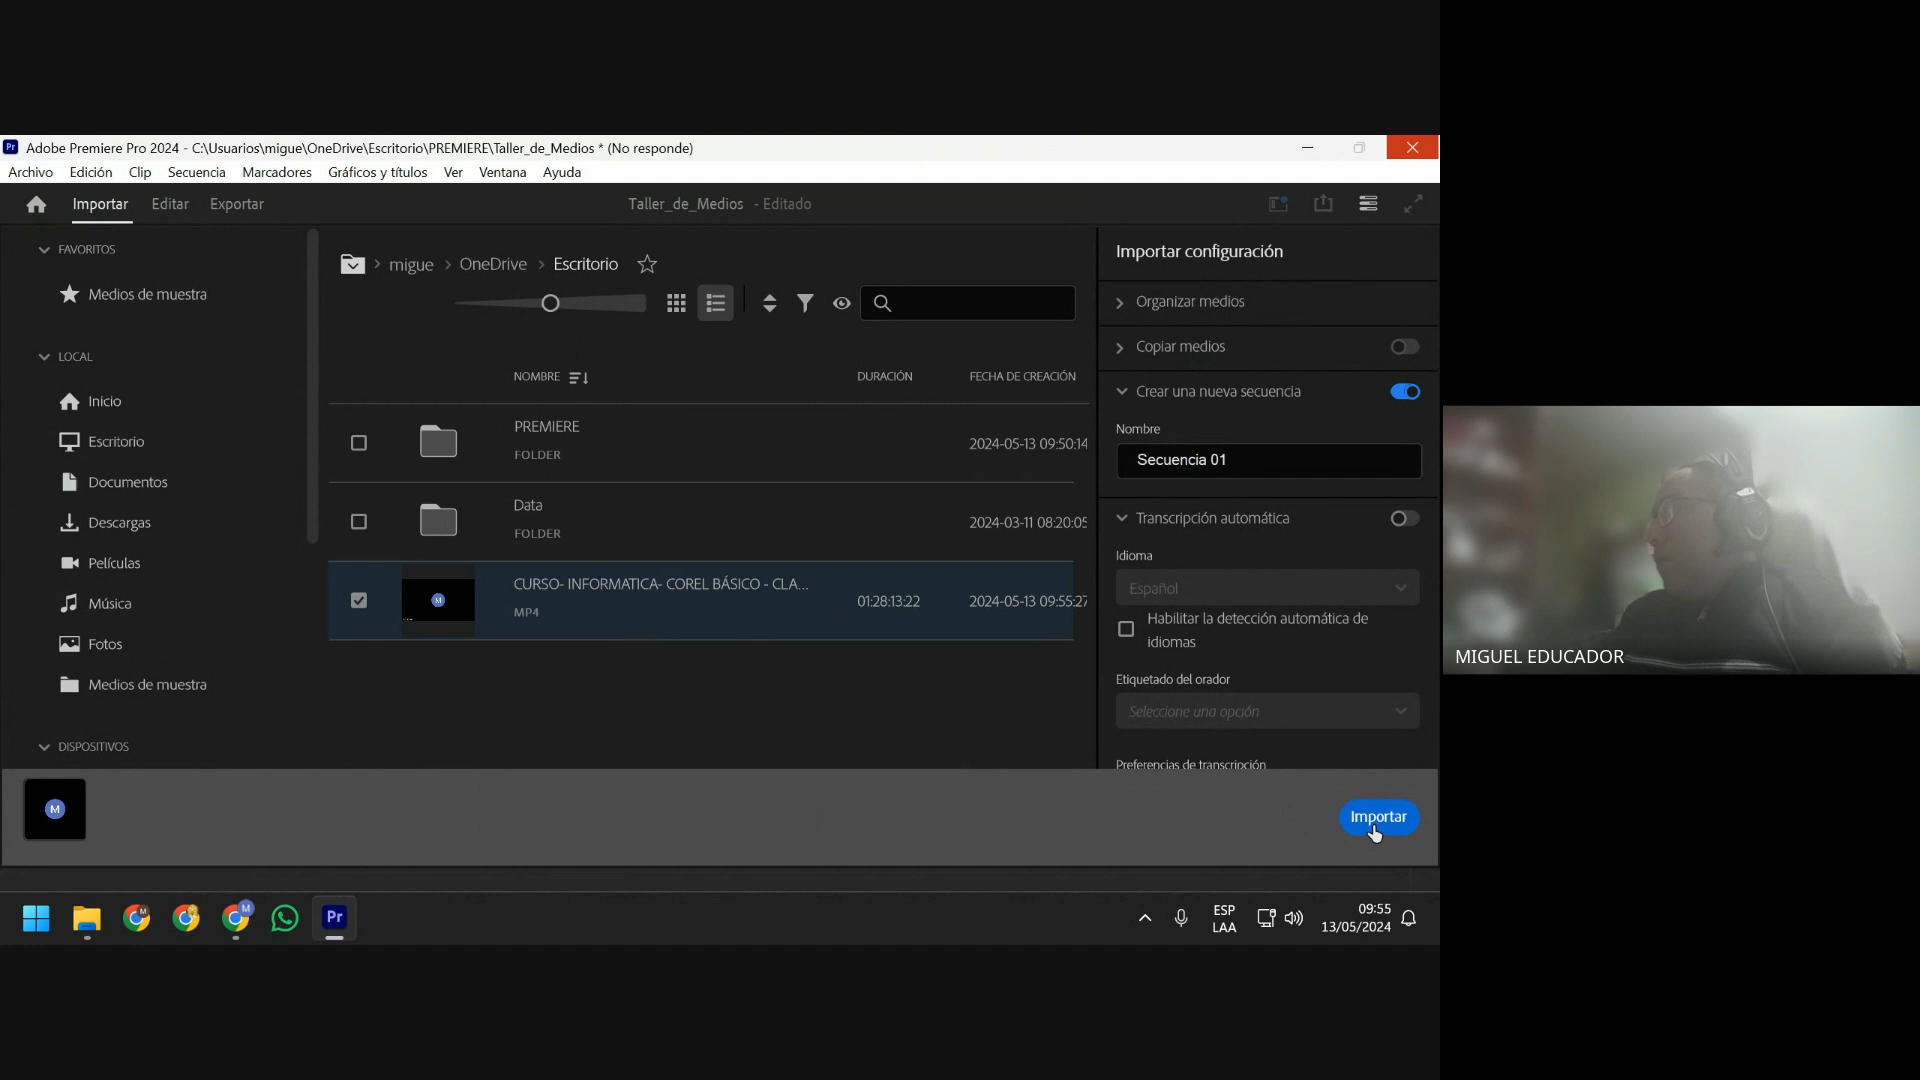 Adobe Premiere Pro 2024 - C:\Usuarios\migue\OneDrive\Escritorio\PREMIERE\Taller_de_Medios * (No responde)
Archivo Edición Clip Secuencia Marcadores Gráficos y títulos Ver Ventana Ayuda
Importar Editar Exportar
Taller_de_Medios - Editado
FAVORITOS
Medios de muestra
LOCAL
Inicio
Escritorio
Documentos
Descargas
Películas
Música
Fotos
Medios de muestra
DISPOSITIVOS
migue > OneDrive > Escritorio
NOMBRE DURACIÓN FECHA DE CREACIÓN
PREMIERE
FOLDER
2024-05-13 09:50:14
Data
FOLDER
2024-03-11 08:20:05
CURSO- INFORMATICA- COREL BÁSICO - CLA...
MP4
01:28:13:22
2024-05-13 09:55:27
Importar configuración
Organizar medios
Copiar medios
Crear una nueva secuencia
Nombre
Secuencia 01
Transcripción automática
Idioma
Español
Habilitar la detección automática de
idiomas
Etiquetado del orador
Seleccione una opción
Preferencias de transcripción
M
Importar
Pr
ESP
LAA
09:55
13/05/2024
MIGUEL EDUCADOR